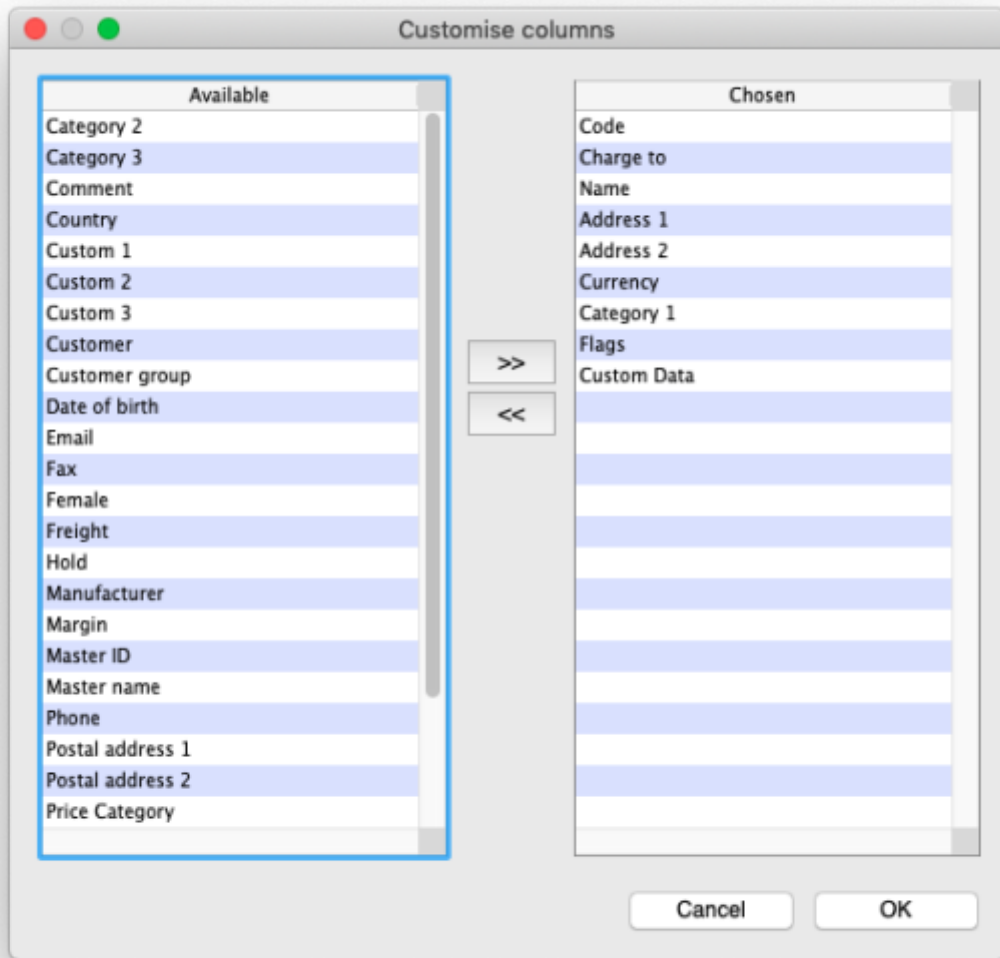 Customise columns
Available
Category 2
Category 3
Comment
Country
Custom 1
Custom 2
Custom 3
Customer
Customer group
Date of birth
Email
Fax
Female
Freight
Hold
Manufacturer
Margin
Master ID
Master name
Phone
Postal address 1
Postal address 2
Price Category
>>
<<
Chosen
Code
Charge to
Name
Address 1
Address 2
Currency
Category 1
Flags
Custom Data
Cancel
OK